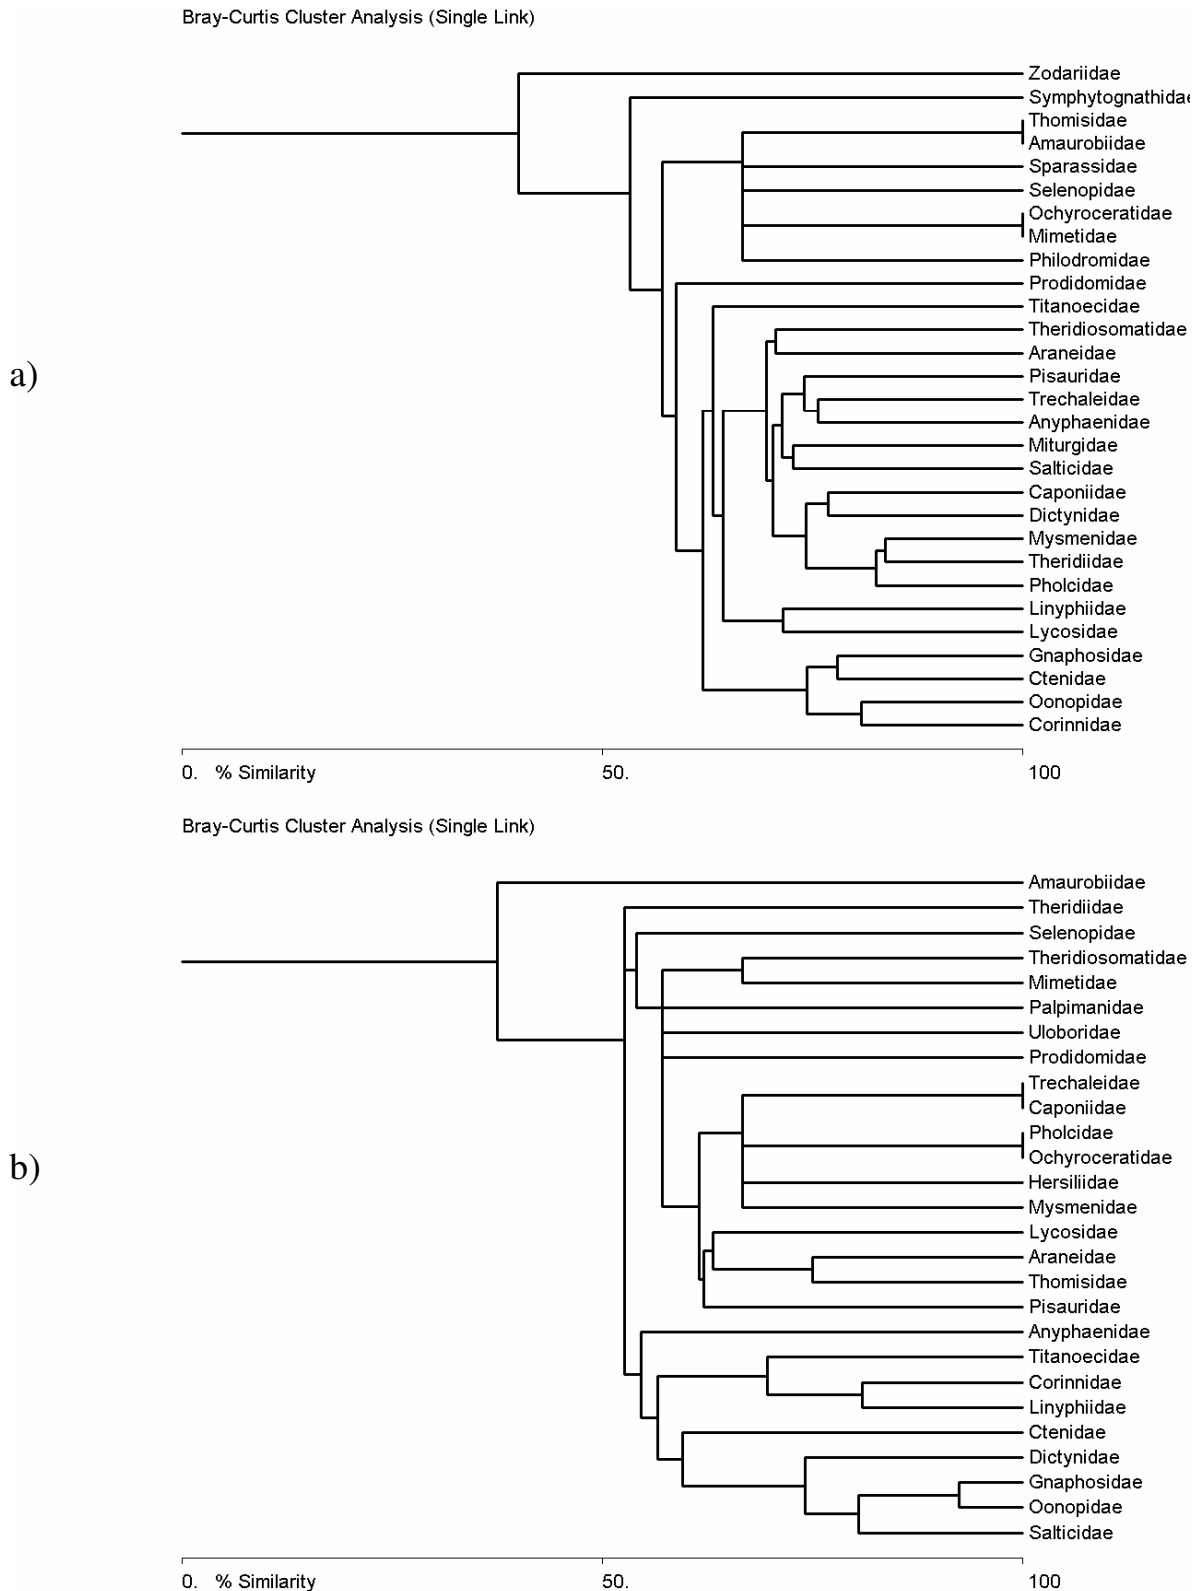 Bray-Curtis Cluster Analysis (Single Link)
Zodariidae
Symphytognathidae
Thomisidae
Amaurobiidae
Sparassidae
Selenopidae
Ochyroceratidae
Mimetidae
Philodromidae
Prodidomidae
Titanoecidae
Theridiosomatidae
Araneidae
a)
Pisauridae
Trechaleidae
Anyphaenidae
Miturgidae
Salticidae
Caponiidae
Dictynidae
Mysmenidae
Theridiidae
Pholcidae
Linyphiidae
Lycosidae
Gnaphosidae
Ctenidae
Oonopidae
Corinnidae
0. % Similarity 50. 100
Bray-Curtis Cluster Analysis (Single Link)
Amaurobiidae
Theridiidae
Selenopidae
Theridiosomatidae
Mimetidae
Palpimanidae
Uloboridae
Prodidomidae
Trechaleidae
Caponiidae
Pholcidae
b)
Ochyroceratidae
Hersiliidae
Mysmenidae
Lycosidae
Araneidae
Thomisidae
Pisauridae
Anyphaenidae
Titanoecidae
Corinnidae
Linyphiidae
Ctenidae
Dictynidae
Gnaphosidae
Oonopidae
Salticidae
0. % Similarity 50. 100